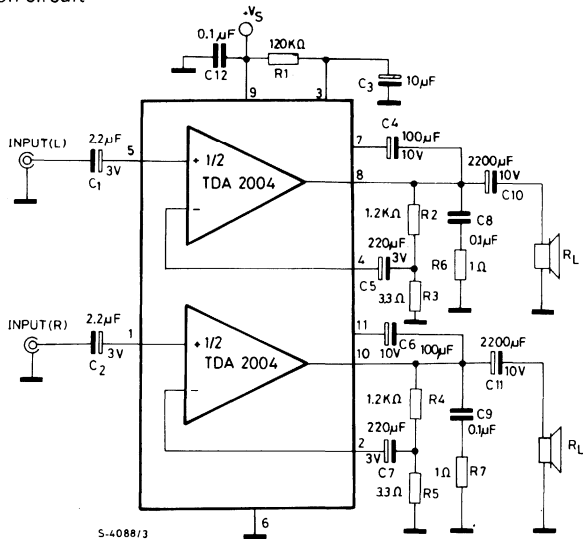 on circuit
+VS
0.1µF
C12
120KΩ
R1
C3
10µF
9
3
INPUT(L)
2.2µF
3V
C1
5
+ 1/2
TDA 2004
-
7
C4
100µF
10V
8
2200µF
10V
C10
1.2KΩ
R2
C8
0.1µF
220µF
3V
4
C5
R6
1Ω
3.3Ω
R3
RL
INPUT(R)
2.2µF
3V
C2
1
+ 1/2
TDA 2004
-
11
C6
10V
100µF
10
2200µF
10V
C11
1.2KΩ
R4
C9
0.1µF
220µF
2
3V
C7
1Ω
R7
3.3Ω
R5
RL
6
S-4088/3